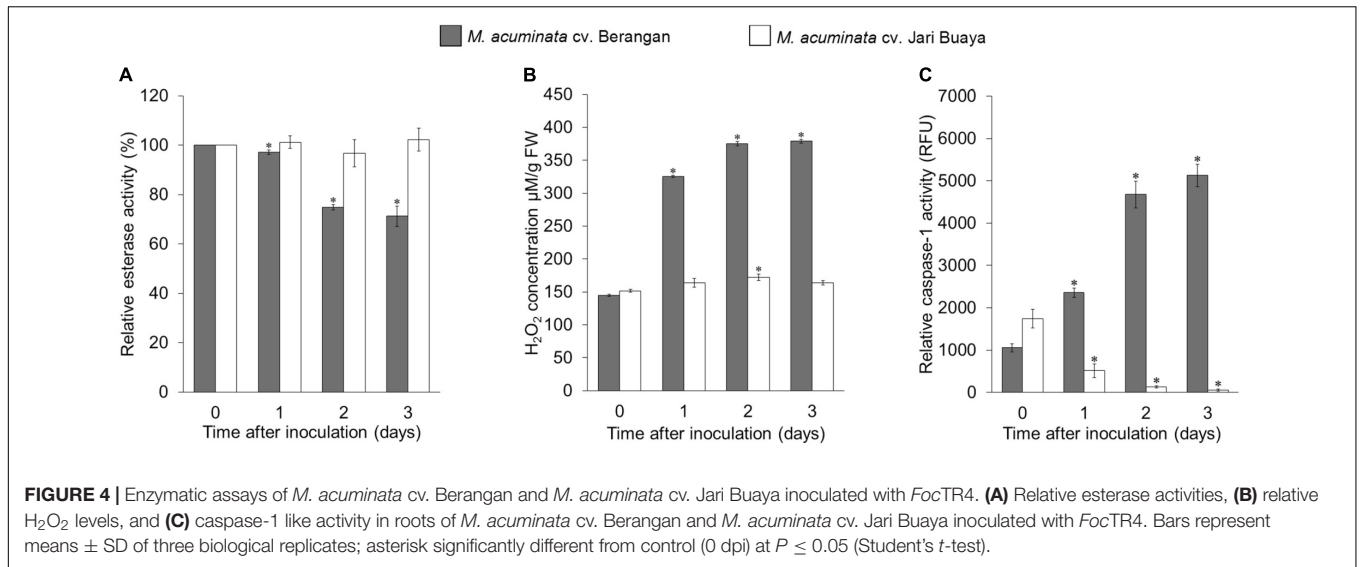 M. acuminata cv. Berangan
M. acuminata cv. Jari Buaya
A
Relative esterase activity (%)
120
100
80
60
40
20
0
* * *
0 1 2 3
Time after inoculation (days)
B
H₂O₂ concentration µM/g FW
450
400
350
300
250
200
150
100
50
0
* * * *
0 1 2 3
Time after inoculation (days)
C
Relative caspase-1 activity (RFU)
7000
6000
5000
4000
3000
2000
1000
0
* * * * * *
0 1 2 3
Time after inoculation (days)
FIGURE 4 | Enzymatic assays of M. acuminata cv. Berangan and M. acuminata cv. Jari Buaya inoculated with FocTR4. (A) Relative esterase activities, (B) relative
H₂O₂ levels, and (C) caspase-1 like activity in roots of M. acuminata cv. Berangan and M. acuminata cv. Jari Buaya inoculated with FocTR4. Bars represent
means ± SD of three biological replicates; asterisk significantly different from control (0 dpi) at P ≤ 0.05 (Student's t-test).